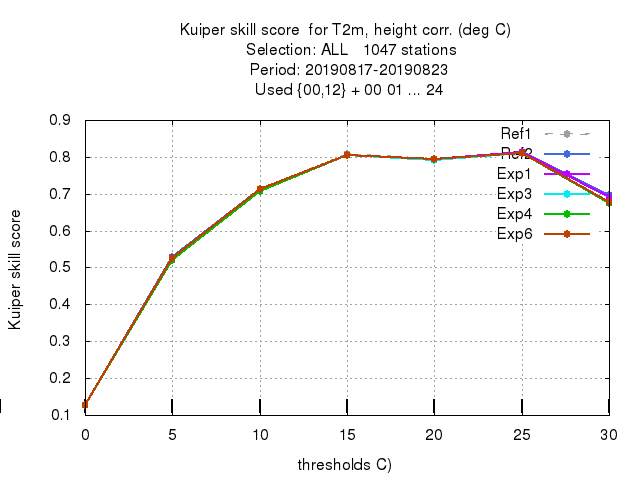 Kuiper skill score  for T2m, height corr. (deg C)
Selection: ALL   1047 stations
Period: 20190817-20190823
Used {00,12} + 00 01 ... 24
0.9
0.8
0.7
0.6
0.5
0.4
0.3
0.2
0.1
Kuiper skill score
Ref1
Ref2
Exp1
Exp3
Exp4
Exp6
0 5 10 15 20 25 30
thresholds C)